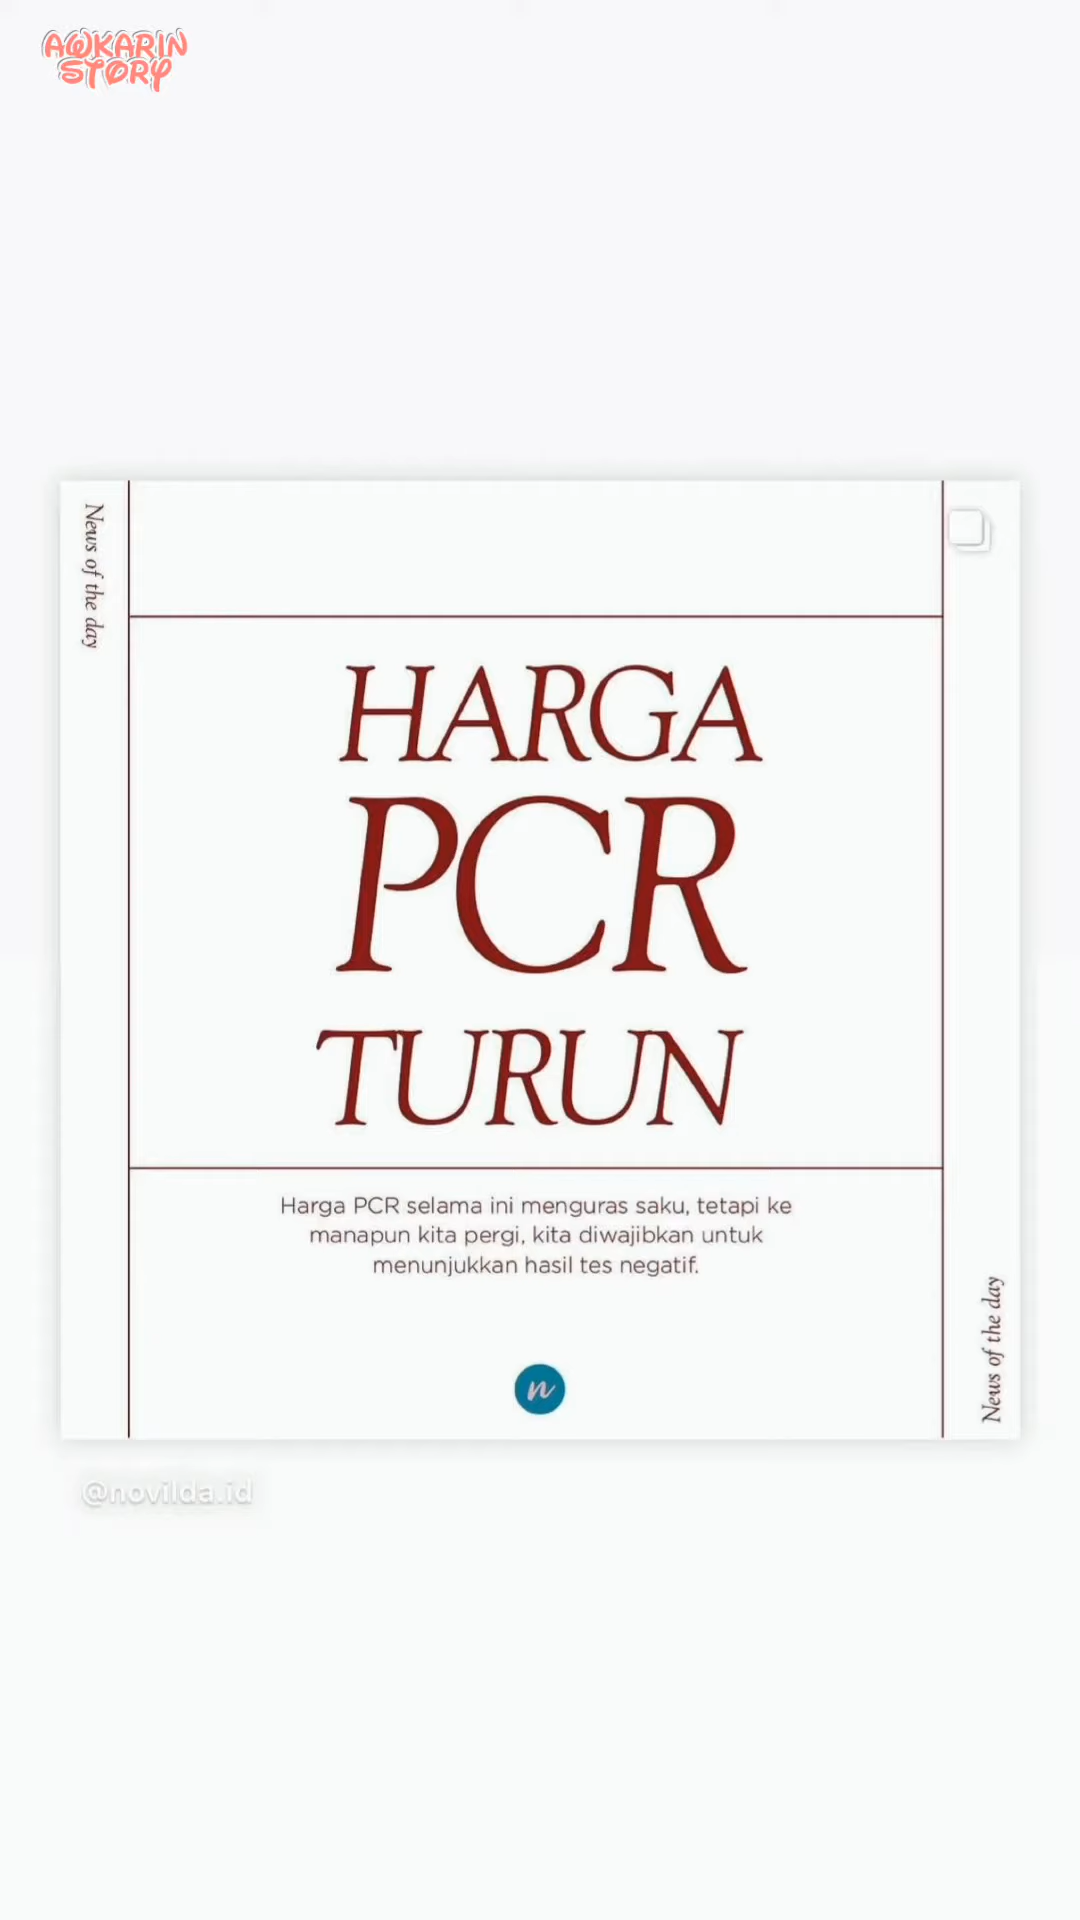 AWKARIN
STORY
News of the day
HARGA
PCR
TURUN
Harga PCR selama ini menguras saku, tetapi ke
manapun kita pergi, kita diwajibkan untuk
menunjukkan hasil tes negatif.
n
News of the day
@novilda.id